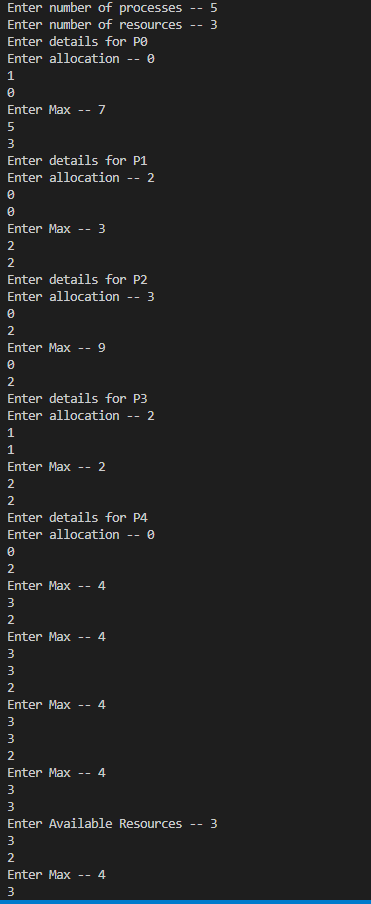 Enter number of processes -- 5
Enter number of resources -- 3
Enter details for P0
Enter allocation -- 0
1
0
Enter Max -- 7
5
3
Enter details for P1
Enter allocation -- 2
0
0
Enter Max -- 3
2
2
Enter details for P2
Enter allocation -- 3
0
2
Enter Max -- 9
0
2
Enter details for P3
Enter allocation -- 2
1
1
Enter Max -- 2
2
2
Enter details for P4
Enter allocation -- 0
0
2
Enter Max -- 4
3
2
Enter Max -- 4
3
3
2
Enter Max -- 4
3
3
2
Enter Max -- 4
3
3
Enter Available Resources -- 3
3
2
Enter Max -- 4
3